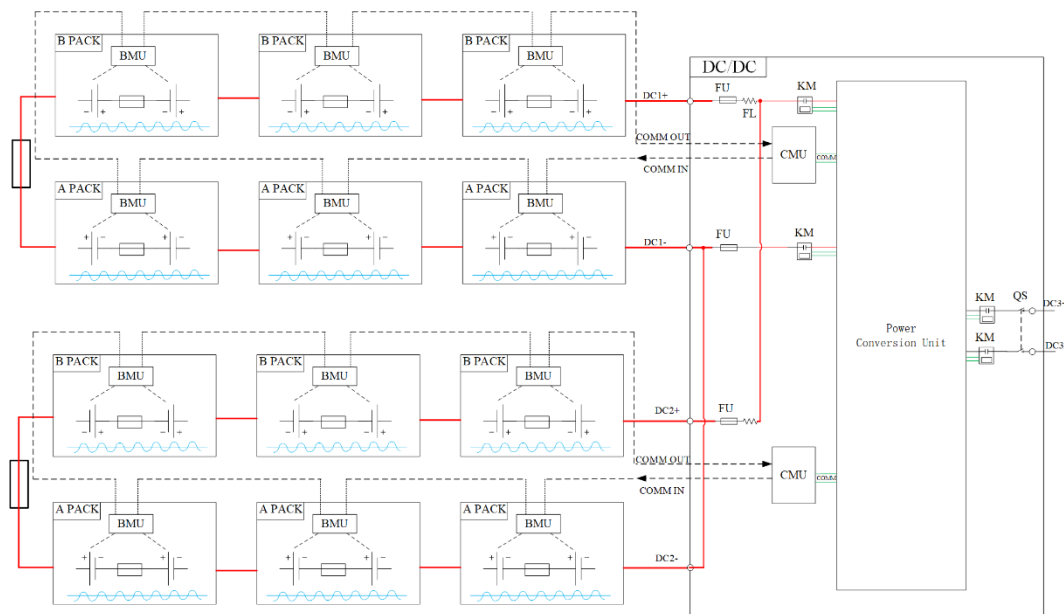 B PACK
BMU
− + − +
B PACK
BMU
− + − +
B PACK
BMU
− + − +
DC/DC
DC1+
FU
FL
KM
COMM OUT
COMM IN
CMU
COMM
A PACK
BMU
+ − + −
A PACK
BMU
+ − + −
A PACK
BMU
+ − + −
DC1-
FU
KM
KM
QS
DC3+
KM
DC3-
Power
Conversion Unit
B PACK
BMU
− + − +
B PACK
BMU
− + − +
B PACK
BMU
− + − +
DC2+
FU
COMM OUT
COMM IN
CMU
COMM
A PACK
BMU
+ − + −
A PACK
BMU
+ − + −
A PACK
BMU
+ − + −
DC2-